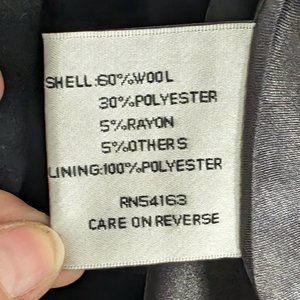 SHELL:60%WOOL
30%POLYESTER
5%RAYON
5%OTHERS
LINING:100%POLYESTER
RN54163
CARE ON REVERSE